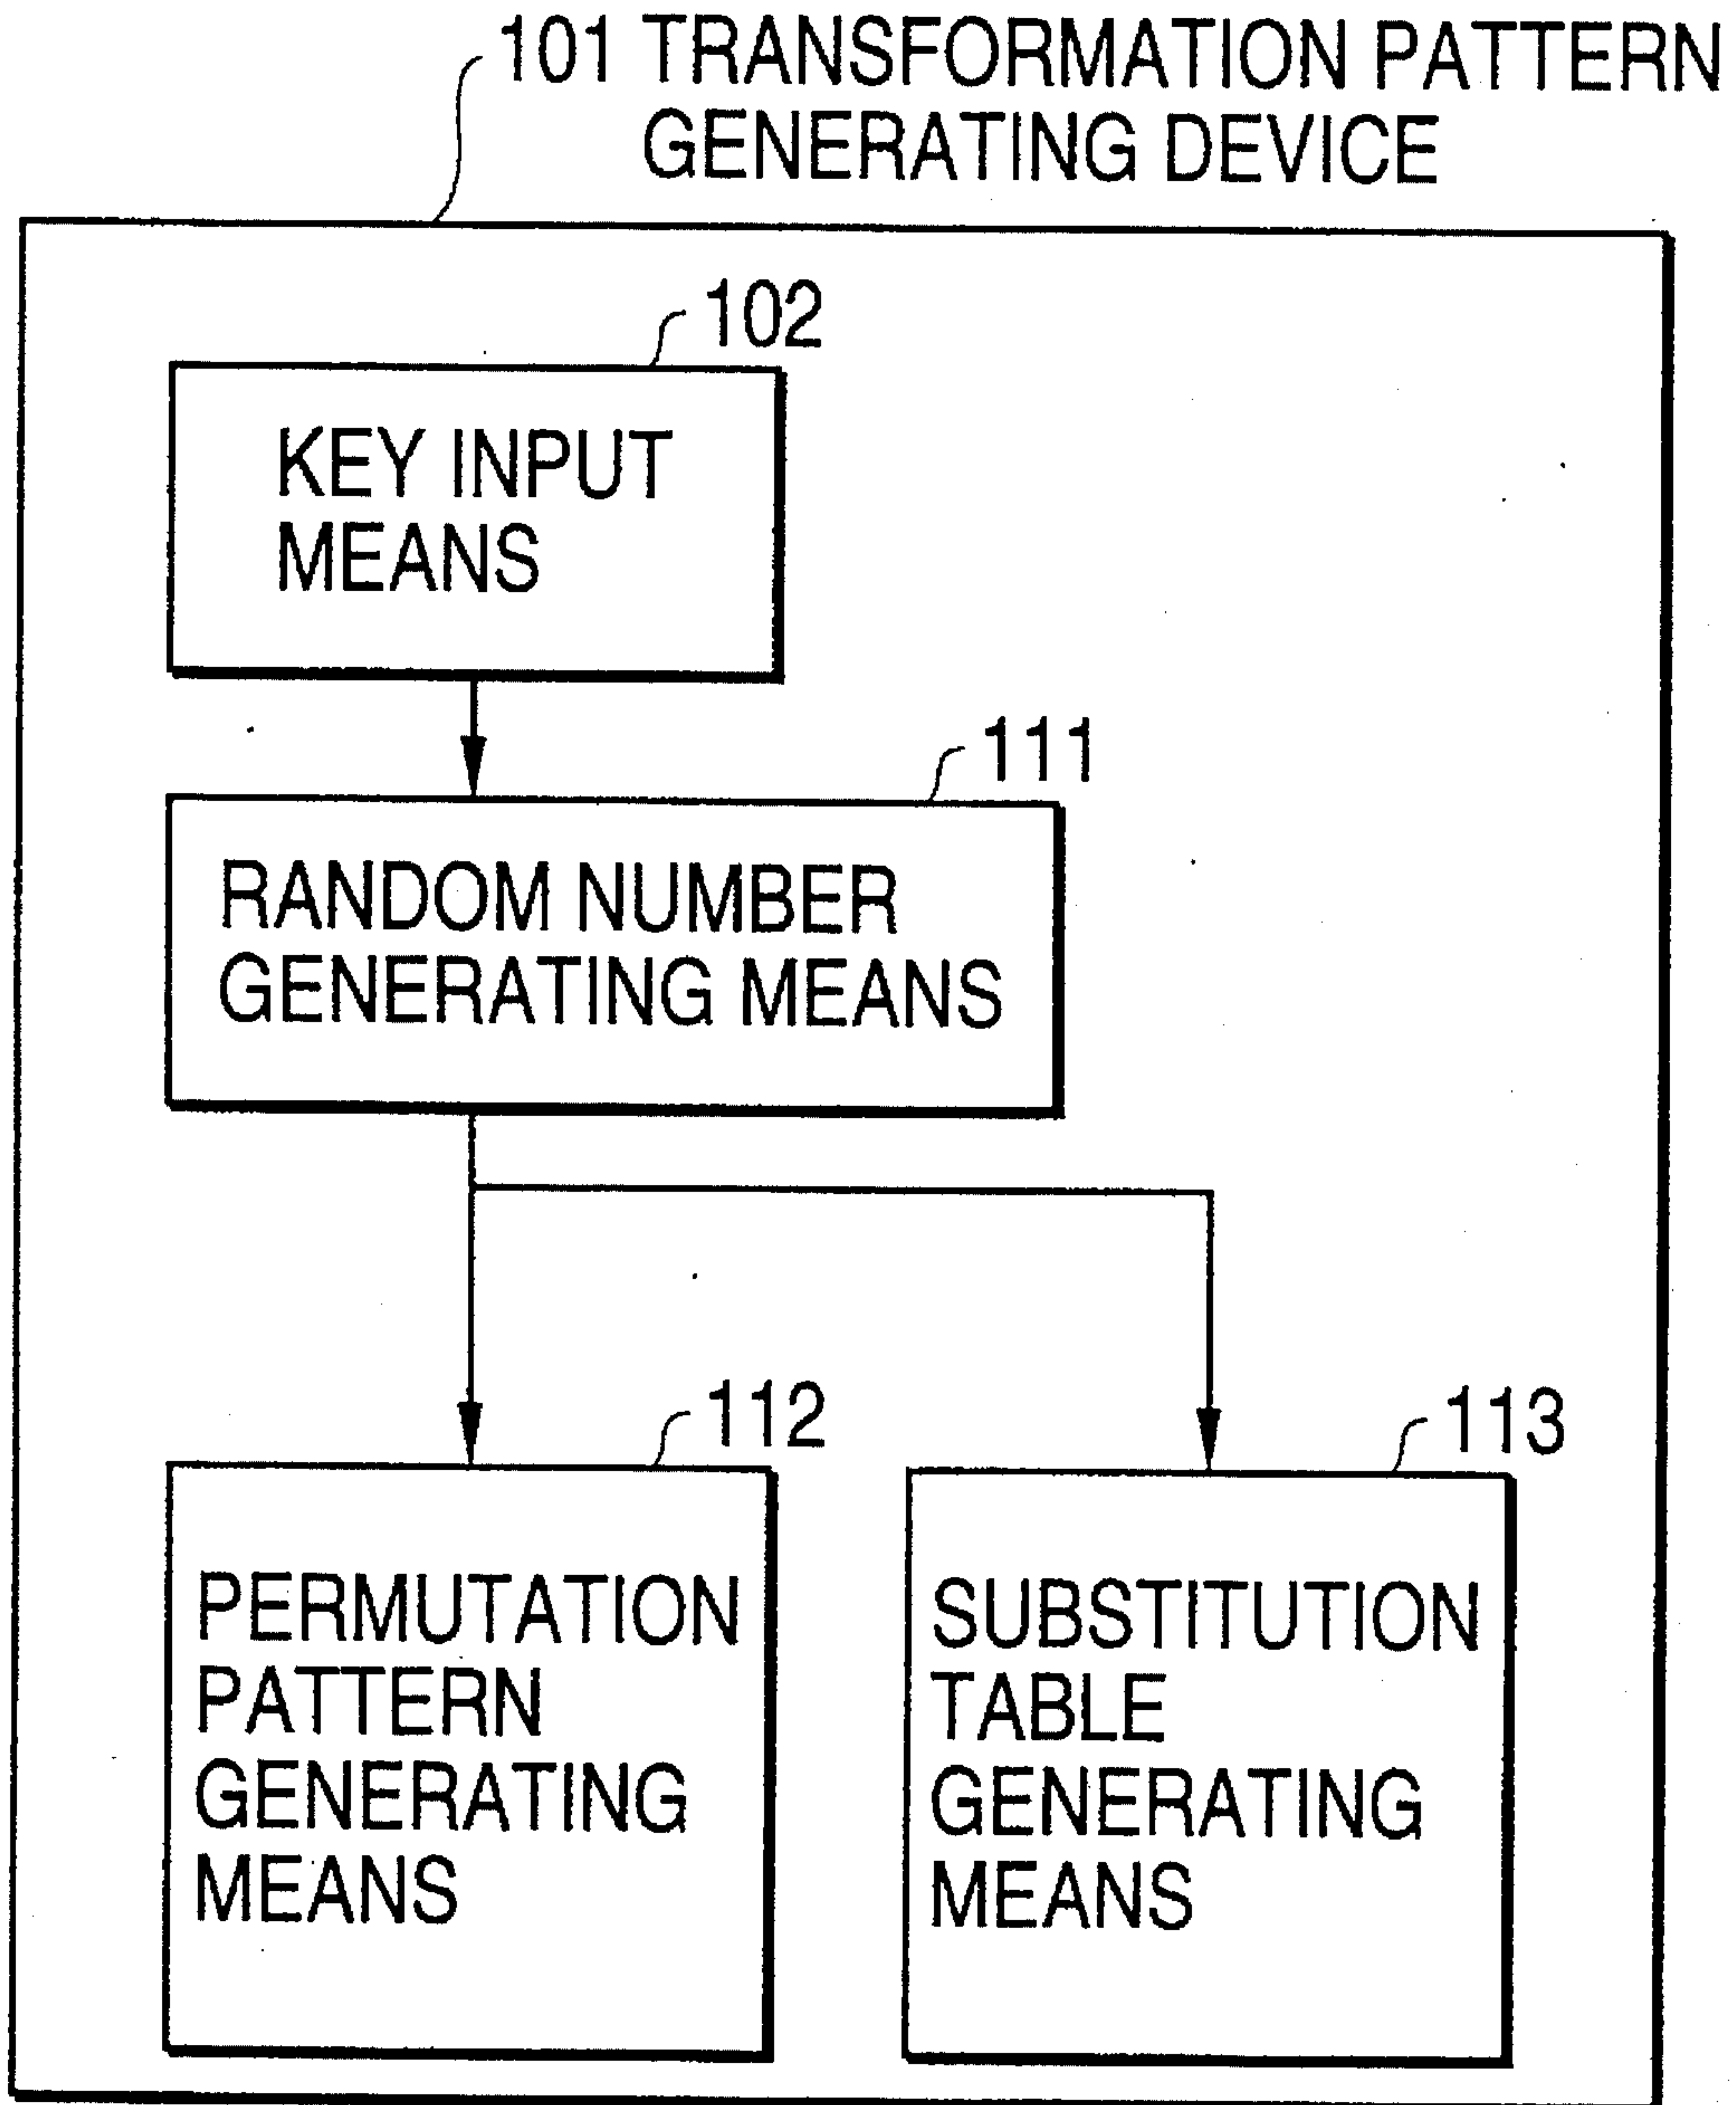 101 TRANSFORMATION PATTERN
GENERATING DEVICE
102
KEY INPUT
MEANS
111
RANDOM NUMBER
GENERATING MEANS
112
PERMUTATION
PATTERN
GENERATING
MEANS
113
SUBSTITUTION
TABLE
GENERATING
MEANS